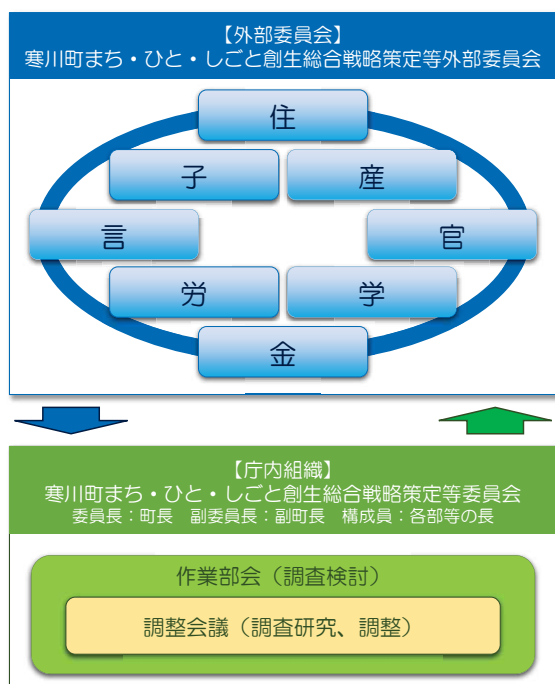 【外部委員会】
寒川町まち・ひと・しごと創生総合戦略策定等外部委員会
住
子
産
言
官
労
学
金
【庁内組織】
寒川町まち・ひと・しごと創生総合戦略策定等委員会
委員長：町長　副委員長：副町長　構成員：各部等の長
作業部会（調査検討）
調整会議（調査研究、調整）